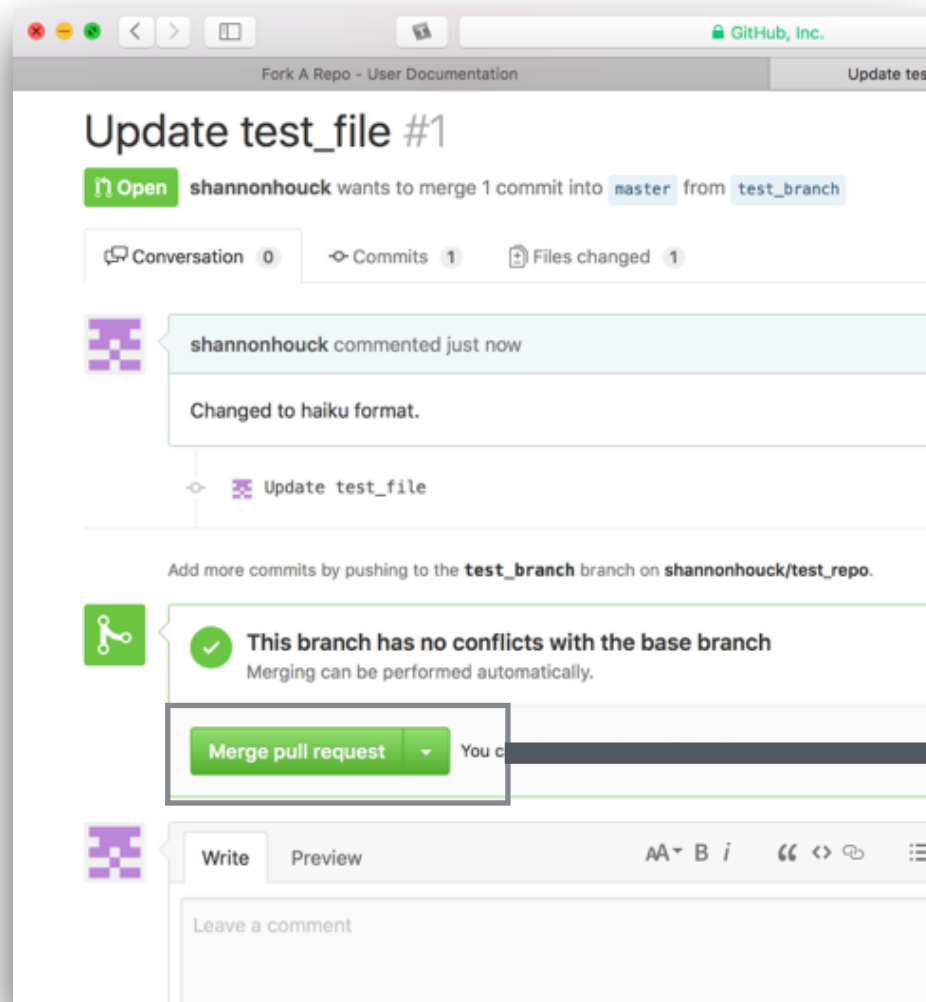 GitHub, Inc.
Fork A Repo - User Documentation
Update tes
Update test_file #1
Open shannonhouck wants to merge 1 commit into master from test_branch
Conversation 0 Commits 1 Files changed 1
shannonhouck commented just now
Changed to haiku format.
Update test_file
Add more commits by pushing to the test_branch branch on shannonhouck/test_repo.
This branch has no conflicts with the base branch
Merging can be performed automatically.
Merge pull request You c
Write Preview AA B i “ <>
Leave a comment